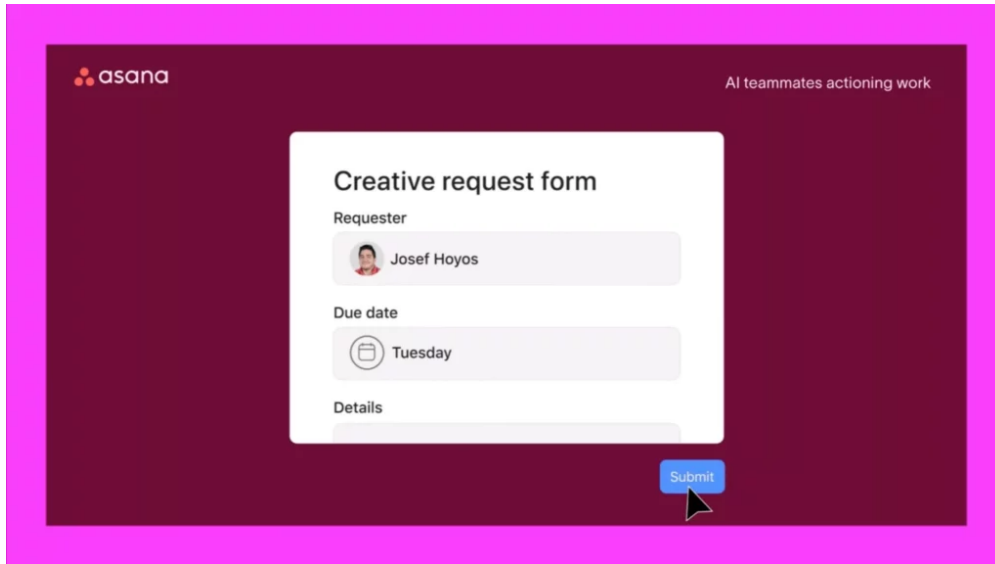 asana
AI teammates actioning work
Creative request form
Requester
Josef Hoyos
Due date
Tuesday
Details
Submit